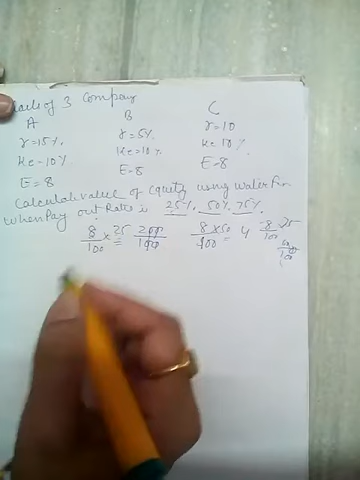 of 3 Company
A B C
r=15% r=5% r=10
Ke-10% Ke=10% Ke 10%
E=8 E=8 E-8
Calculate value of Equity using Walter
when Pay out Ratio is 25% 50% 75%
8/100 × 25 200/100 8×50/100 = 4 8/100